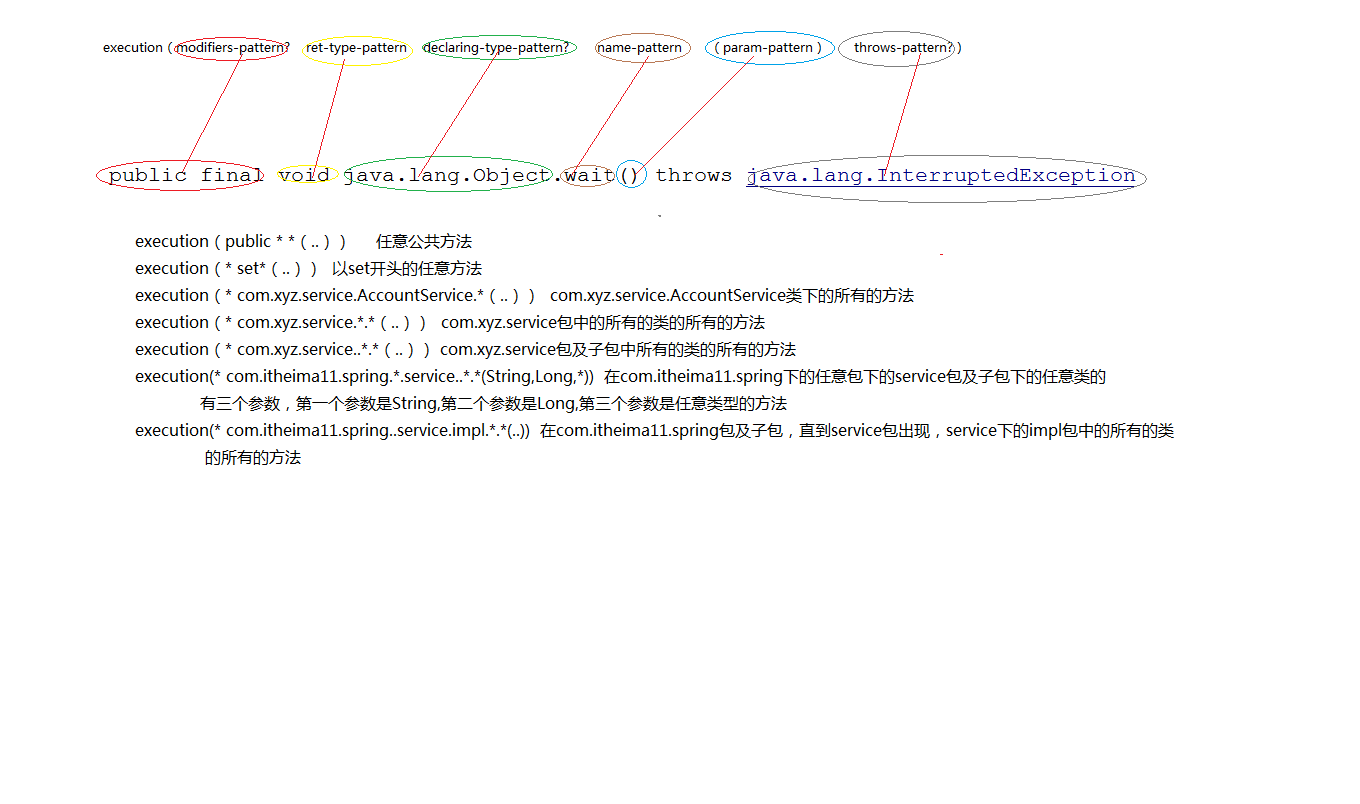 execution（modifiers-pattern? ret-type-pattern declaring-type-pattern? name-pattern （param-pattern） throws-pattern?）
public final void java.lang.Object.wait() throws java.lang.InterruptedException
execution（public * *（..）） 任意公共方法
execution（* set*（..）） 以set开头的任意方法
execution（* com.xyz.service.AccountService.*（..）） com.xyz.service.AccountService类下的所有的方法
execution（* com.xyz.service.*.*（..）） com.xyz.service包中的所有的类的所有的方法
execution（* com.xyz.service..*.*（..）） com.xyz.service包及子包中所有的类的所有的方法
execution(* com.itheima11.spring.*.service..*.*(String,Long,*)) 在com.itheima11.spring下的任意包下的service包及子包下的任意类的
有三个参数，第一个参数是String,第二个参数是Long,第三个参数是任意类型的方法
execution(* com.itheima11.spring..service.impl.*.*(..)) 在com.itheima11.spring包及子包，直到service包出现，service下的impl包中的所有的类
的所有的方法